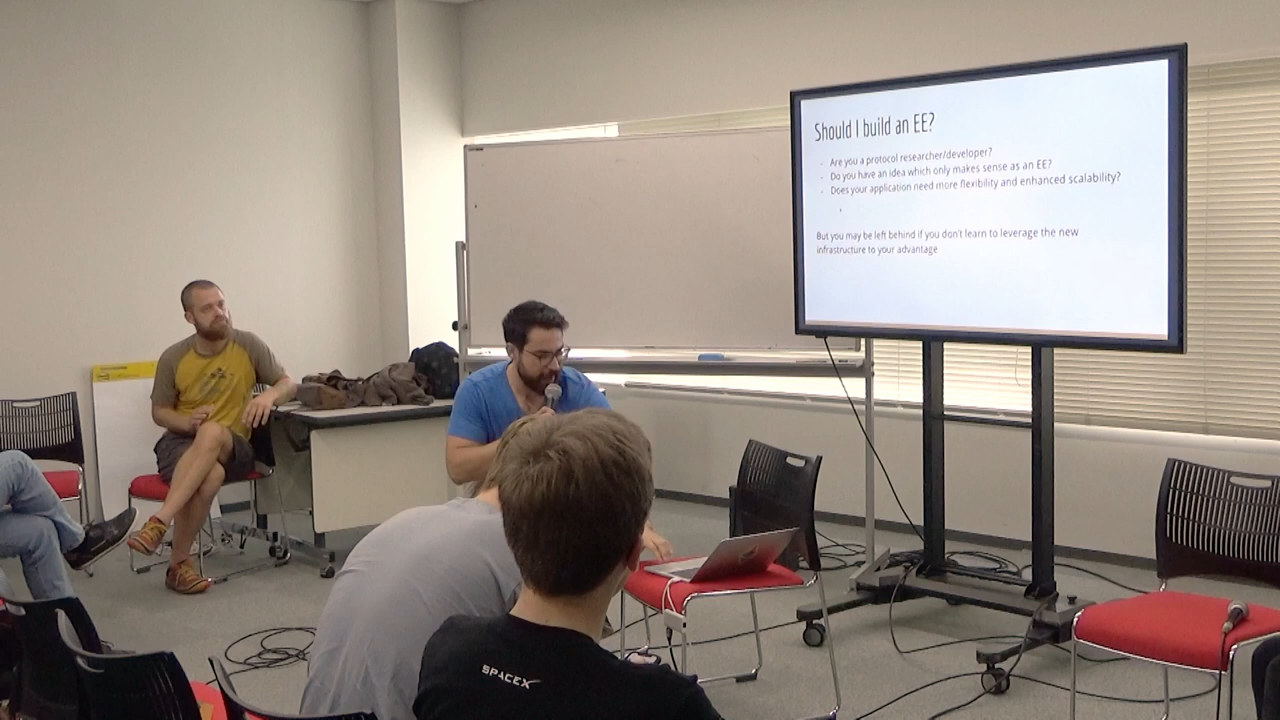 Should I build an EE?
- Are you a protocol researcher/developer?
- Do you have an idea which only makes sense as an EE?
- Does your application need more flexibility and enhanced scalability?
But you may be left behind if you don't learn to leverage the new
infrastructure to your advantage
SPACEX